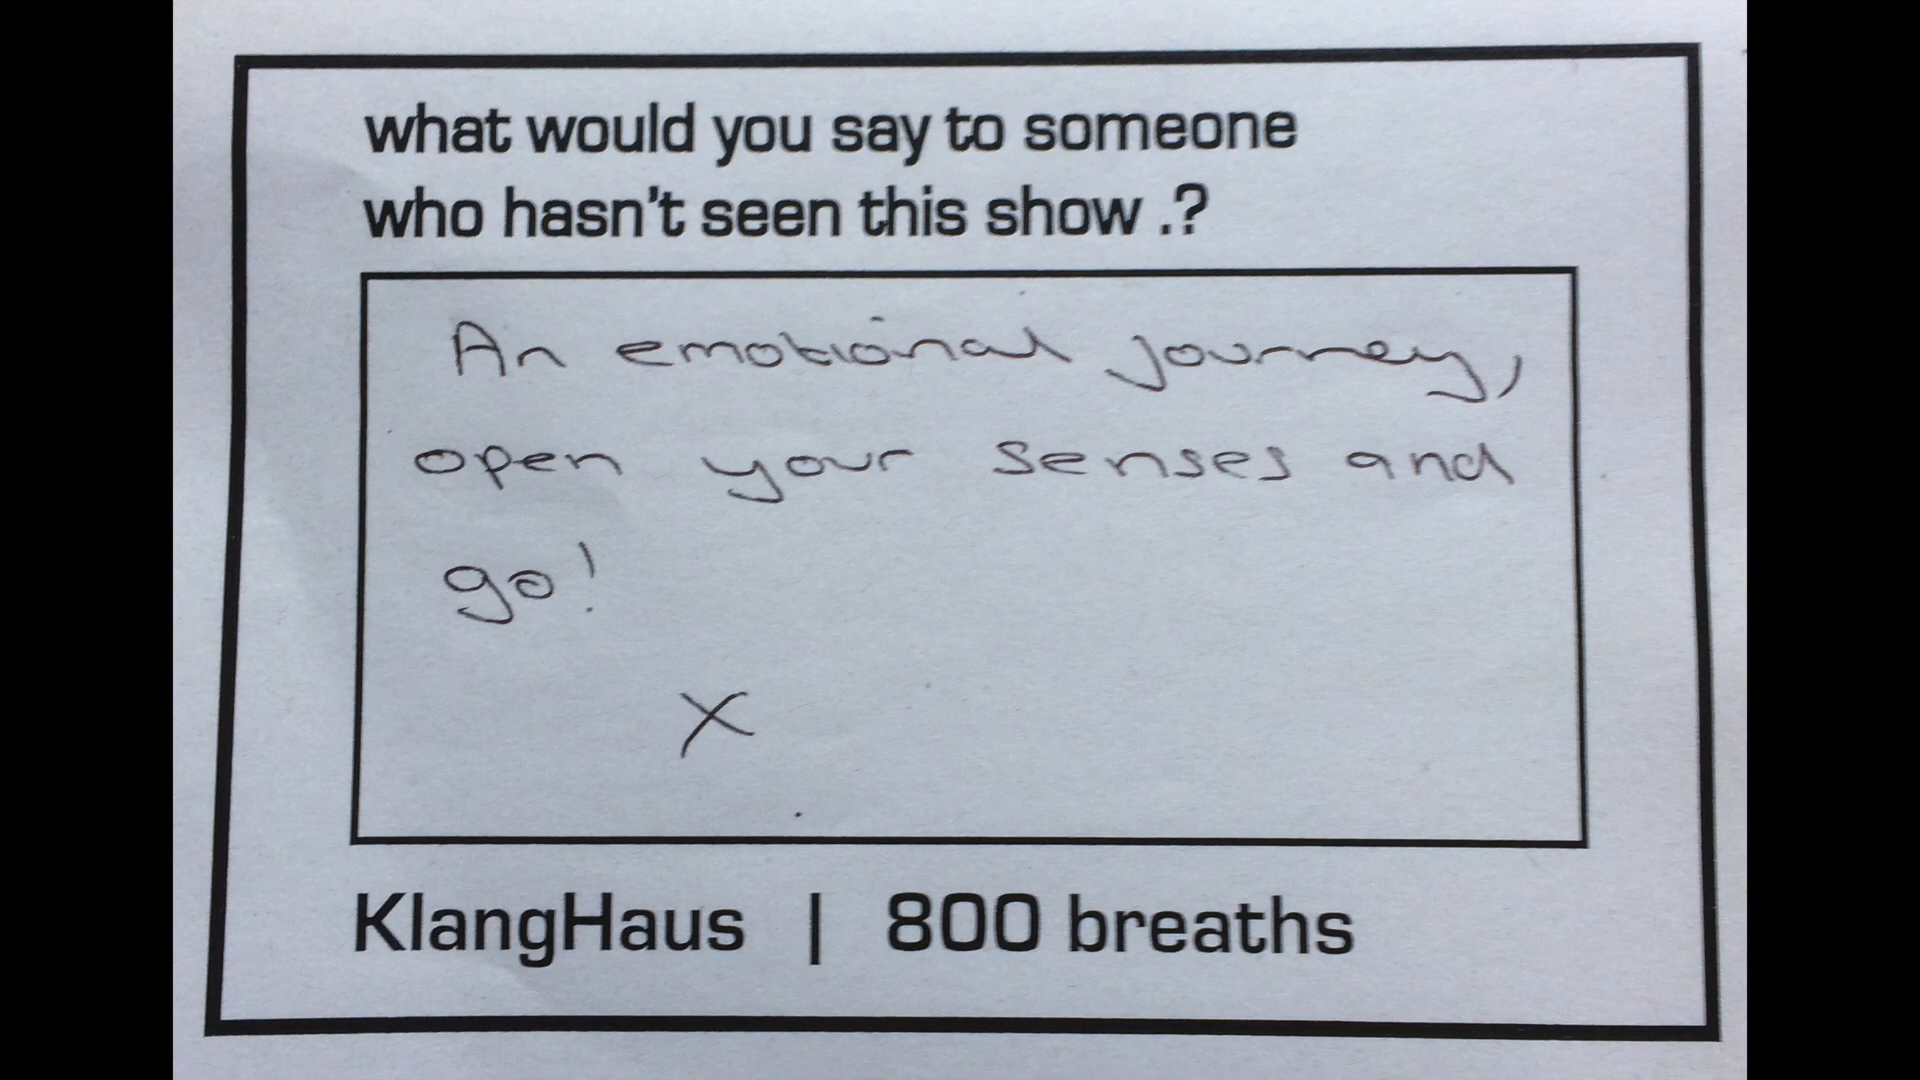 what would you say to someone
who hasn't seen this show .?
An emotional journey,
open your senses and
go!
X
KlangHaus | 800 breaths